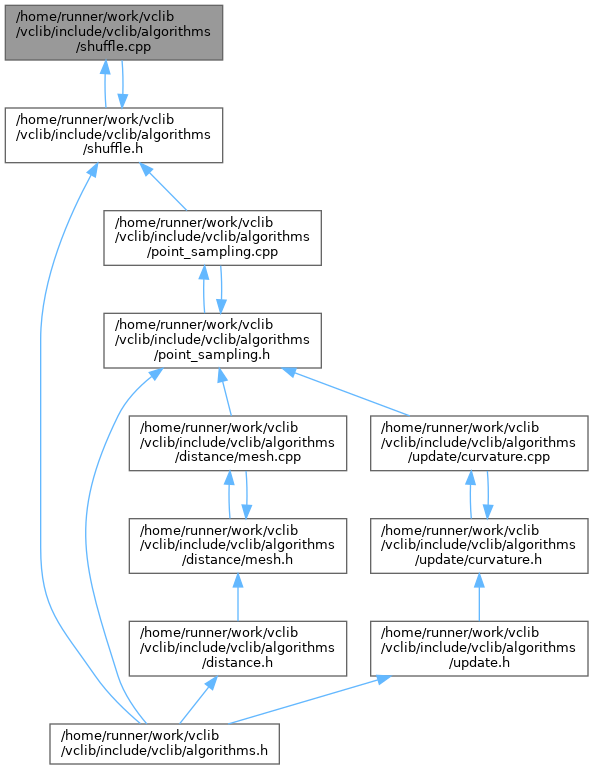 /home/runner/work/vclib
/vclib/include/vclib/algorithms
/shuffle.cpp
/home/runner/work/vclib
/vclib/include/vclib/algorithms
/shuffle.h
/home/runner/work/vclib
/vclib/include/vclib/algorithms
/point_sampling.cpp
/home/runner/work/vclib
/vclib/include/vclib/algorithms
/point_sampling.h
/home/runner/work/vclib
/vclib/include/vclib/algorithms
/distance/mesh.cpp
/home/runner/work/vclib
/vclib/include/vclib/algorithms
/update/curvature.cpp
/home/runner/work/vclib
/vclib/include/vclib/algorithms
/distance/mesh.h
/home/runner/work/vclib
/vclib/include/vclib/algorithms
/update/curvature.h
/home/runner/work/vclib
/vclib/include/vclib/algorithms
/distance.h
/home/runner/work/vclib
/vclib/include/vclib/algorithms
/update.h
/home/runner/work/vclib
/vclib/include/vclib/algorithms.h